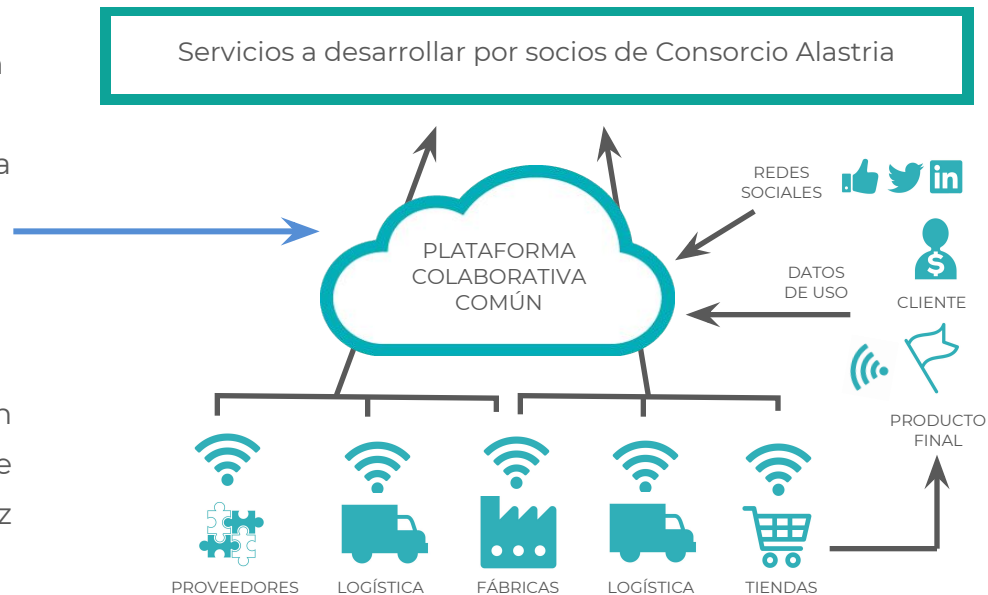 Servicios a desarrollar por socios de Consorcio Alastria
a
REDES
SOCIALES
in
PLATAFORMA
COLABORATIVA
COMÚN
DATOS
DE USO
$
CLIENTE
n
e
z
PRODUCTO
FINAL
PROVEEDORES
LOGÍSTICA
FÁBRICAS
LOGÍSTICA
TIENDAS